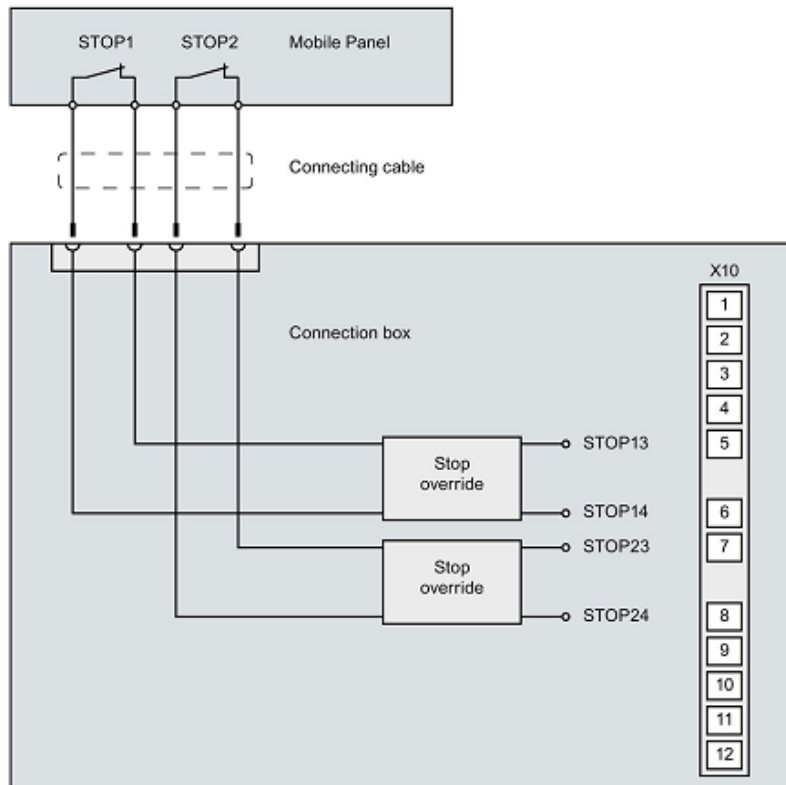 STOP1 STOP2 Mobile Panel
Connecting cable
X10
1
Connection box
2
3
4
STOP13
5
Stop
override
STOP14
6
STOP23
7
Stop
override
STOP24
8
9
10
11
12